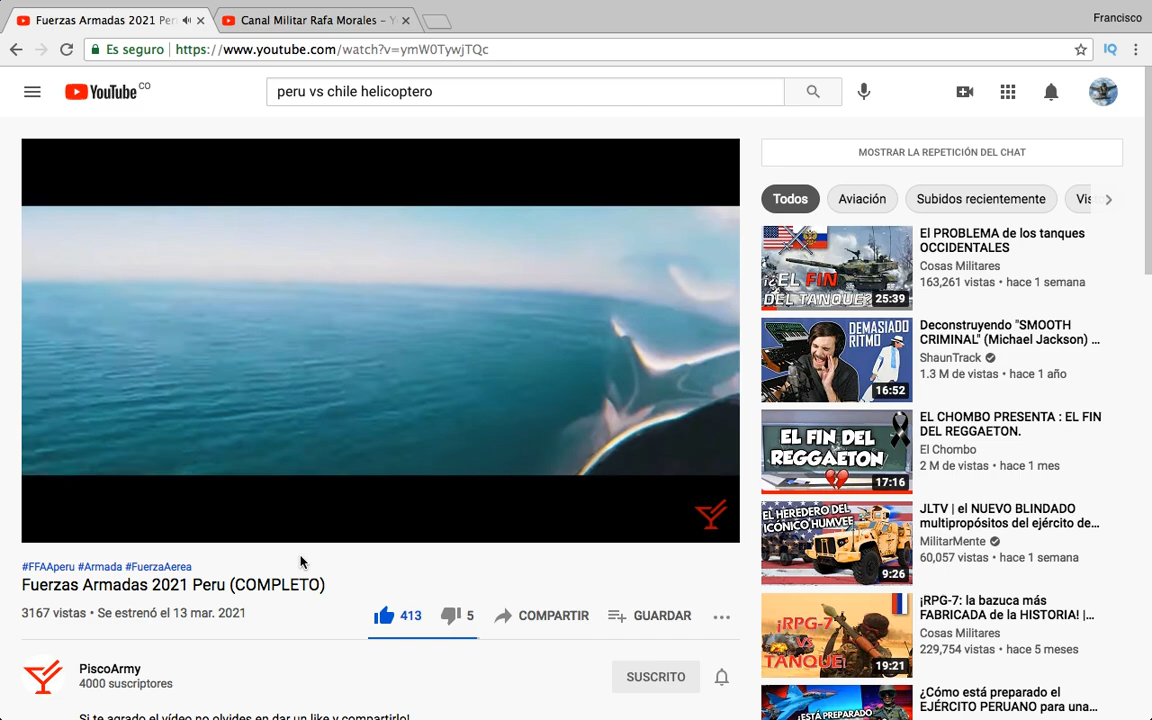 Fuerzas Armadas 2021 Per
Canal Militar Rafa Morales – Y
Francisco
Es seguro
https://www.youtube.com/watch?v=ymW0TywjTQc
IQ
YouTube CO
peru vs chile helicoptero
MOSTRAR LA REPETICIÓN DEL CHAT
Todos
Aviación
Subidos recientemente
Vist
¿¡EL FIN
DEL TANQUE?
25:39
El PROBLEMA de los tanques
OCCIDENTALES
Cosas Militares
163,261 vistas • hace 1 semana
DEMASIADO
RITMO
16:52
Deconstruyendo "SMOOTH
CRIMINAL" (Michael Jackson) ...
ShaunTrack
1.3 M de vistas • hace 1 año
EL FIN DEL
REGGAETON
17:16
EL CHOMBO PRESENTA : EL FIN
DEL REGGAETON.
El Chombo
2 M de vistas • hace 1 mes
EL HEREDERO DEL
ICÓNICO HUMVEE
9:26
JLTV | el NUEVO BLINDADO
multipropósitos del ejército de...
MilitarMente
60,057 vistas • hace 1 semana
¡RPG-7
VS
TANQUE!
19:21
¡RPG-7: la bazuca más
FABRICADA de la HISTORIA! |...
Cosas Militares
229,754 vistas • hace 5 meses
¿ESTÁ PREPARADO
¿Cómo está preparado el
EJÉRCITO PERUANO para una...
#FFAAperu #Armada #FuerzaAerea
Fuerzas Armadas 2021 Peru (COMPLETO)
3167 vistas • Se estrenó el 13 mar. 2021
413
5
COMPARTIR
GUARDAR
PiscoArmy
4000 suscriptores
SUSCRITO
Si te agrado el vídeo no olvides en dar un like y compartirlo!